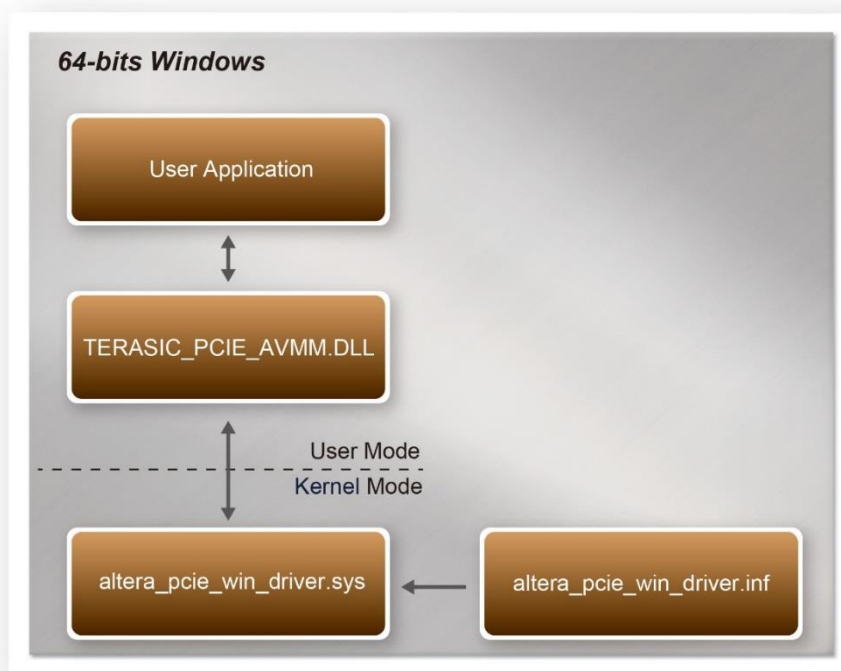 64-bits Windows
User Application
TERASIC_PCIE_AVMM.DLL
User Mode
Kernel Mode
altera_pcie_win_driver.sys
altera_pcie_win_driver.inf